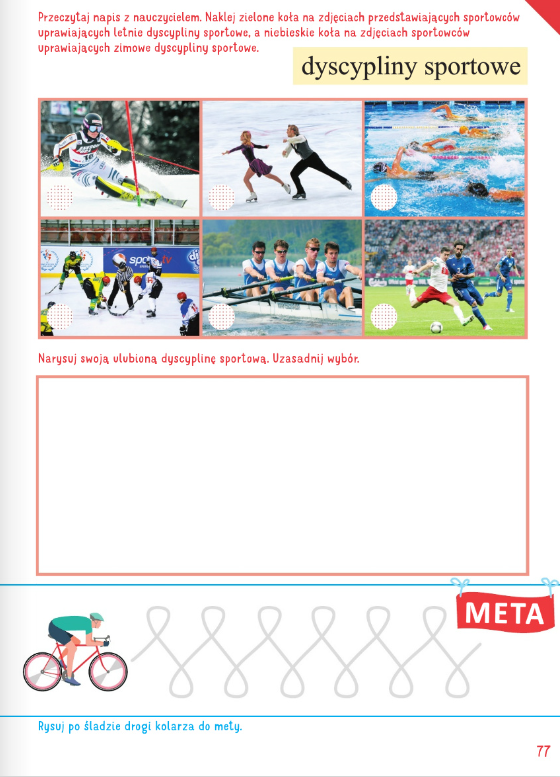 Przeczytaj napis z nauczycielem. Naklej zielone koła na zdjęciach przedstawiających sportowców
uprawiających letnie dyscypliny sportowe, a niebieskie koła na zdjęciach sportowców
uprawiających zimowe dyscypliny sportowe.
dyscypliny sportowe
Narysuj swoją ulubioną dyscyplinę sportową. Uzasadnij wybór.
META
Rysuj po śladzie drogi kolarza do mety.
77